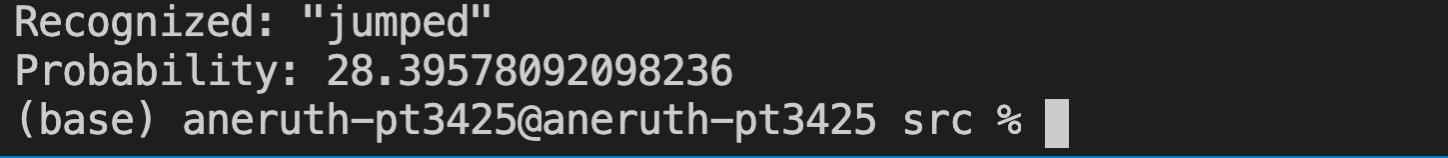 Recognized: "jumped"
Probability: 28.39578092098236
(base) aneruth-pt3425@aneruth-pt3425 src %